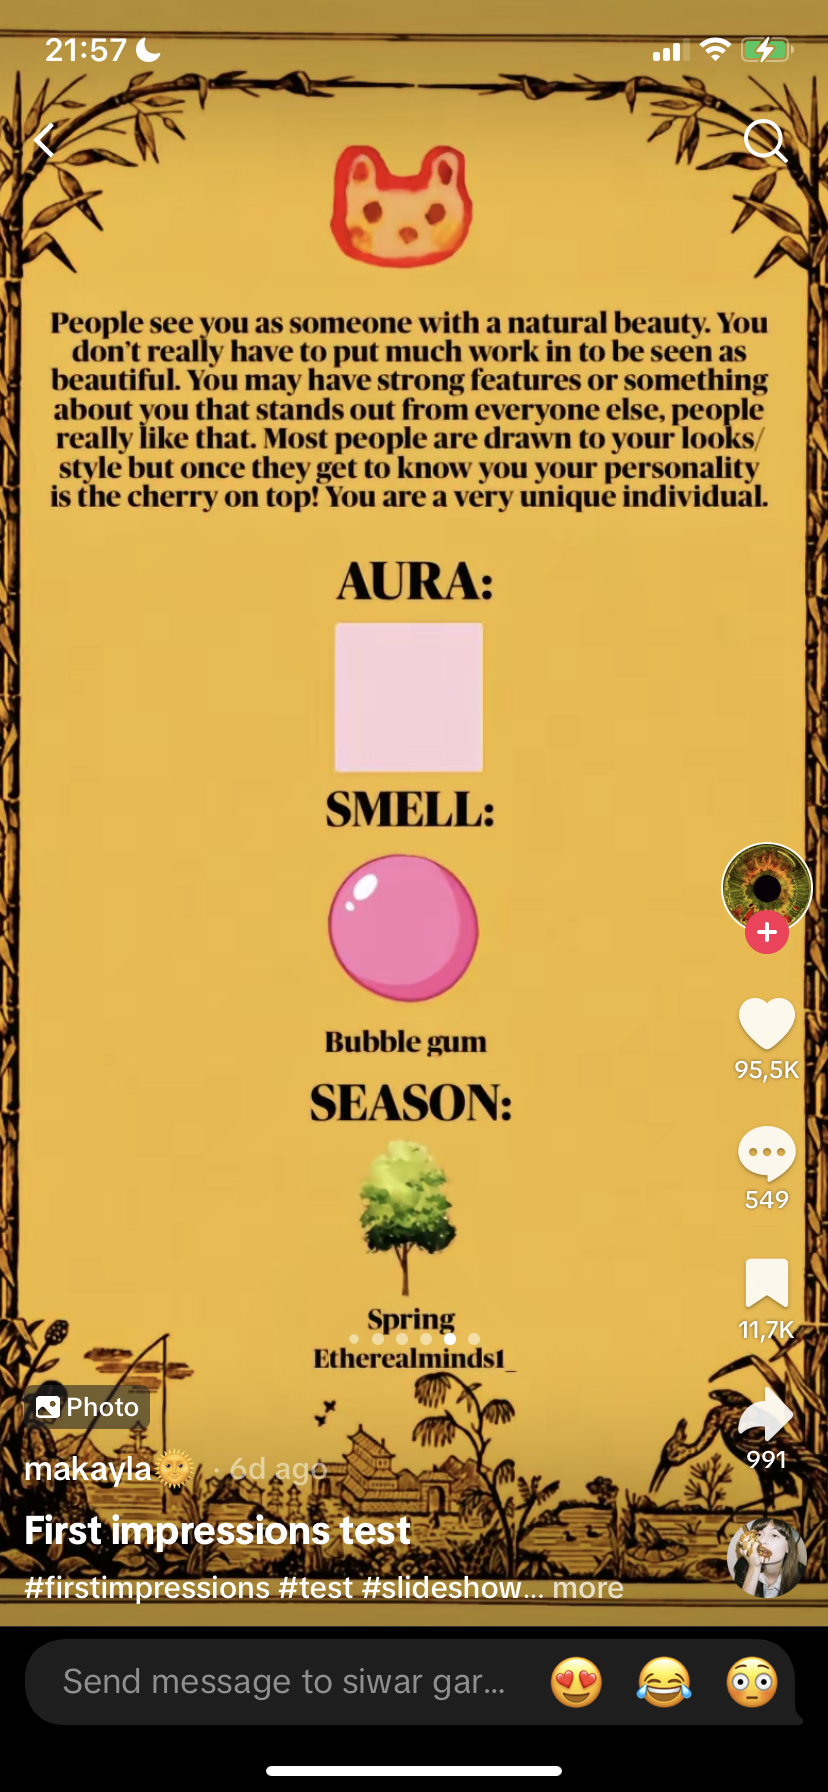 21:57
People see you as someone with a natural beauty. You
don't really have to put much work in to be seen as
beautiful. You may have strong features or something
about you that stands out from everyone else, people
really like that. Most people are drawn to your looks/
style but once they get to know you your personality
is the cherry on top! You are a very unique individual.
AURA:
SMELL:
Bubble gum
SEASON:
Spring
Etherealminds1_
95,5K
549
11,7K
991
Photo
makayla🌞 · 6d ago
First impressions test
#firstimpressions #test #slideshow... more
Send message to siwar gar...